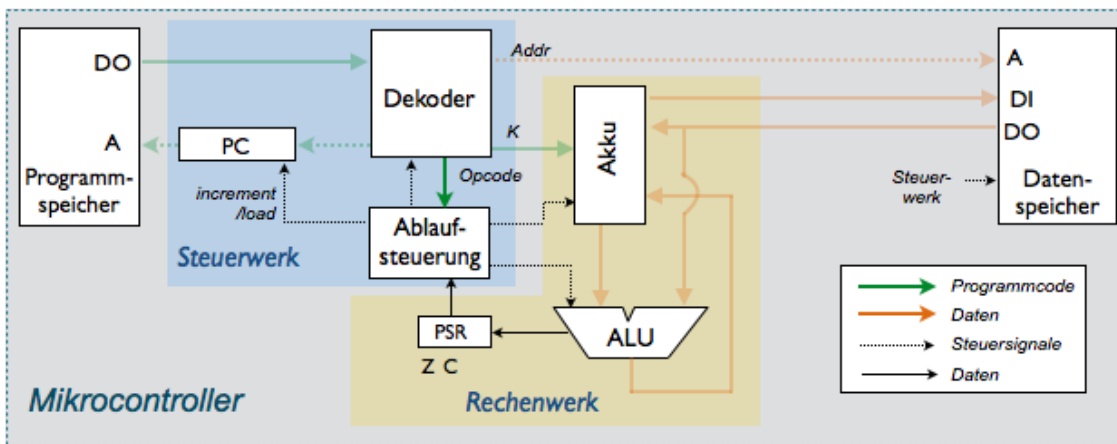 DO
A
Programm-
speicher
PC
increment
/load
Steuerwerk
Dekoder
Opcode
Ablauf-
steuerung
Addr
K
Akku
PSR
Z C
ALU
Rechenwerk
A
DI
DO
Steuer-
werk
Daten-
speicher
Programmcode
Daten
Steuersignale
Daten
Mikrocontroller